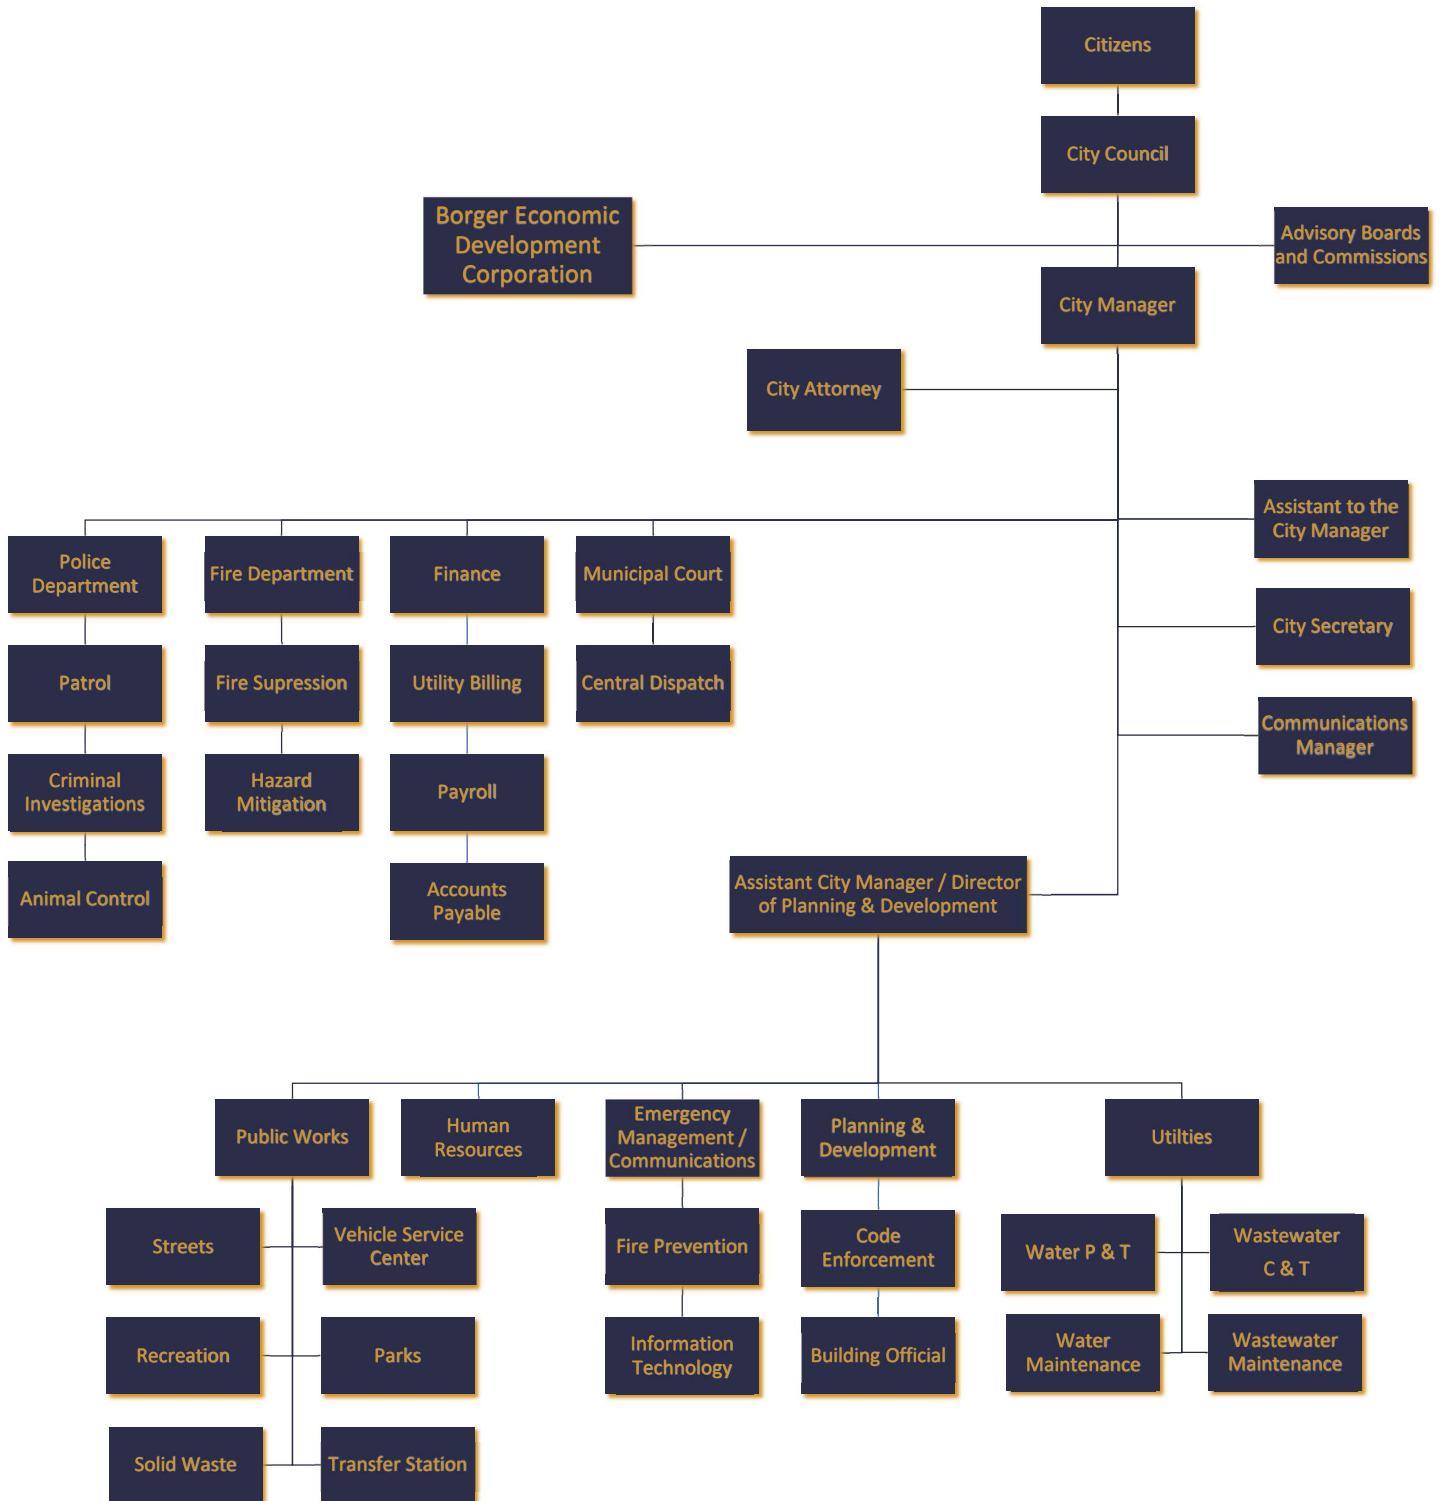 Citizens
City Council
Borger Economic
Development
Corporation
Advisory Boards
and Commissions
City Manager
City Attorney
Assistant to the
City Manager
Police
Department
Fire Department
Finance
Municipal Court
City Secretary
Patrol
Fire Supression
Utility Billing
Central Dispatch
Communications
Manager
Criminal
Investigations
Hazard
Mitigation
Payroll
Animal Control
Accounts
Payable
Assistant City Manager / Director
of Planning & Development
Public Works
Human
Resources
Emergency
Management /
Communications
Planning &
Development
Utilties
Streets
Vehicle Service
Center
Fire Prevention
Code
Enforcement
Water P & T
Wastewater
C & T
Recreation
Parks
Information
Technology
Building Official
Water
Maintenance
Wastewater
Maintenance
Solid Waste
Transfer Station